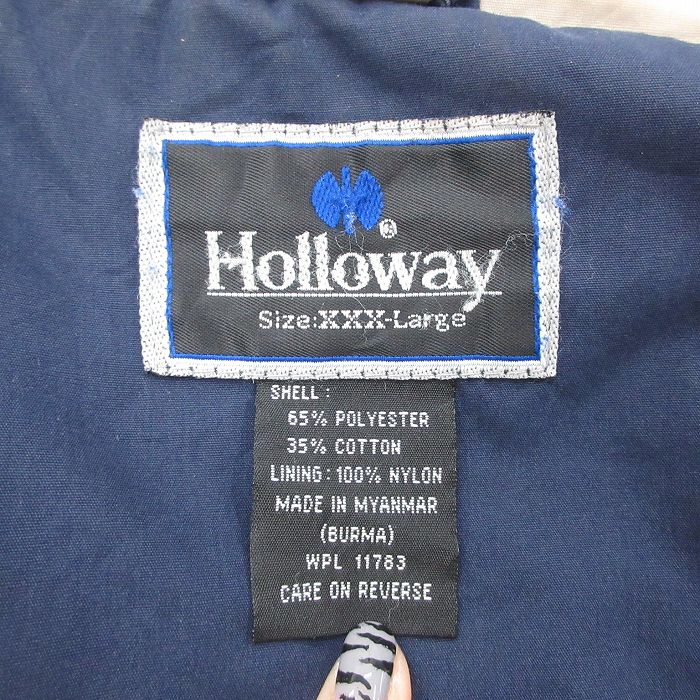 Holloway®
Size:XXX-Large
SHELL:
65% POLYESTER
35% COTTON
LINING: 100% NYLON
MADE IN MYANMAR
(BURMA)
WPL 11783
CARE ON REVERSE